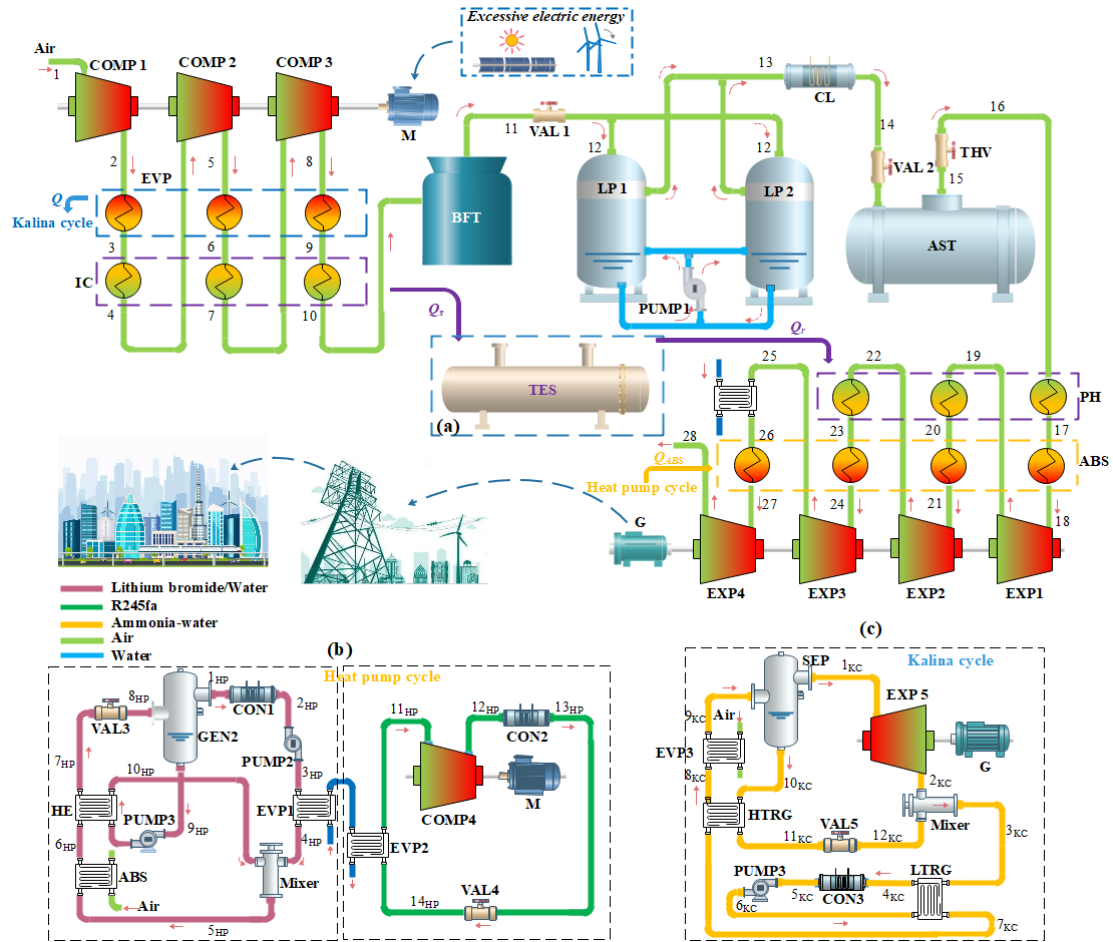 Excessive electric energy
Air
1
COMP 1
COMP 2
COMP 3
M
13
CL
16
11
VAL 1
12
12
14
VAL 2
THV
15
2
EVP
5
8
Q
Kalina cycle
LP 1
LP 2
BFT
AST
3
6
9
IC
4
7
10
PUMP1
Qs
Qr
TES
(a)
25
22
19
PH
26
23
20
17
ABS
28
QABS
Heat pump cycle
27
24
21
18
G
EXP4
EXP3
EXP2
EXP1
Lithium bromide/Water
R245fa
Ammonia-water
Air
Water
(b)
Heat pump cycle
(c)
Kalina cycle
1HP
8HP
VAL3
CON1
2HP
GEN2
PUMP2
7HP
10HP
3HP
HE
PUMP3
9HP
EVP1
6HP
4HP
ABS
Mixer
Air
5HP
11HP
12HP
13HP
CON2
COMP4
M
EVP2
VAL4
14HP
SEP
1KC
EXP 5
9KC
Air
EVP3
G
8KC
10KC
2KC
HTRG
Mixer
11KC
VAL5
12KC
3KC
PUMP3
LTRG
6KC
5KC
CON3
4KC
7KC